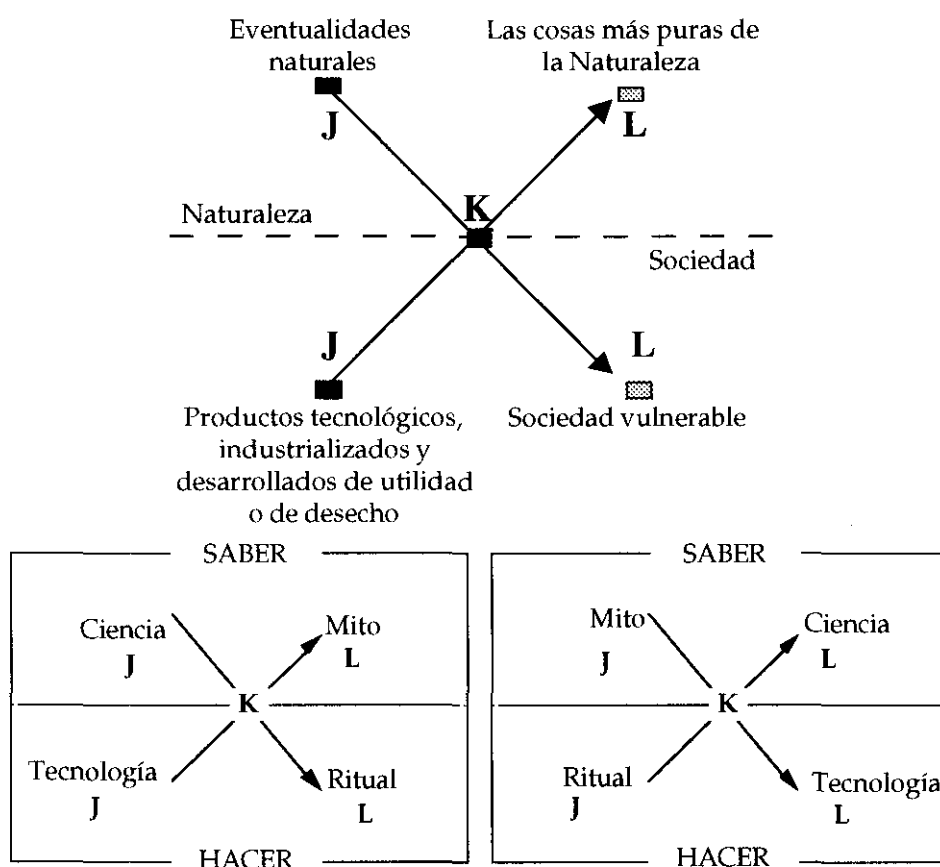 Eventualidades
naturales
J
Las cosas más puras de
la Naturaleza
L
K
Naturaleza
Sociedad
J
L
Productos tecnológicos,
industrializados y
desarrollados de utilidad
o de desecho
Sociedad vulnerable
SABER
Ciencia
J
Mito
L
K
Tecnología
J
Ritual
L
HACER
SABER
Mito
J
Ciencia
L
K
Ritual
J
Tecnología
L
HACER